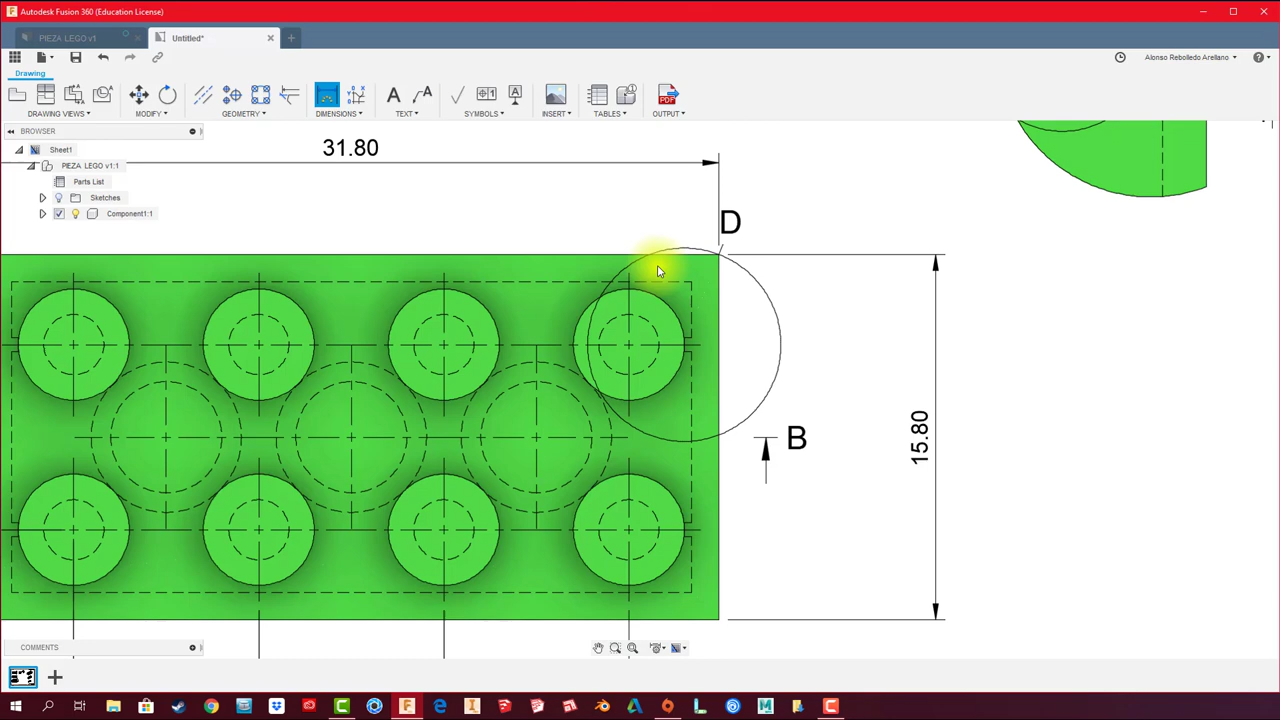 Autodesk Fusion 360 (Education License)
PIEZA LEGO v1
Untitled*
Alonso Rebolledo Arellano
Drawing
DRAWING VIEWS
MODIFY
GEOMETRY
DIMENSIONS
TEXT
SYMBOLS
INSERT
TABLES
OUTPUT
PDF
BROWSER
Sheet1
PIEZA LEGO v1:1
Parts List
Sketches
Component1:1
31.80
D
B
15.80
COMMENTS